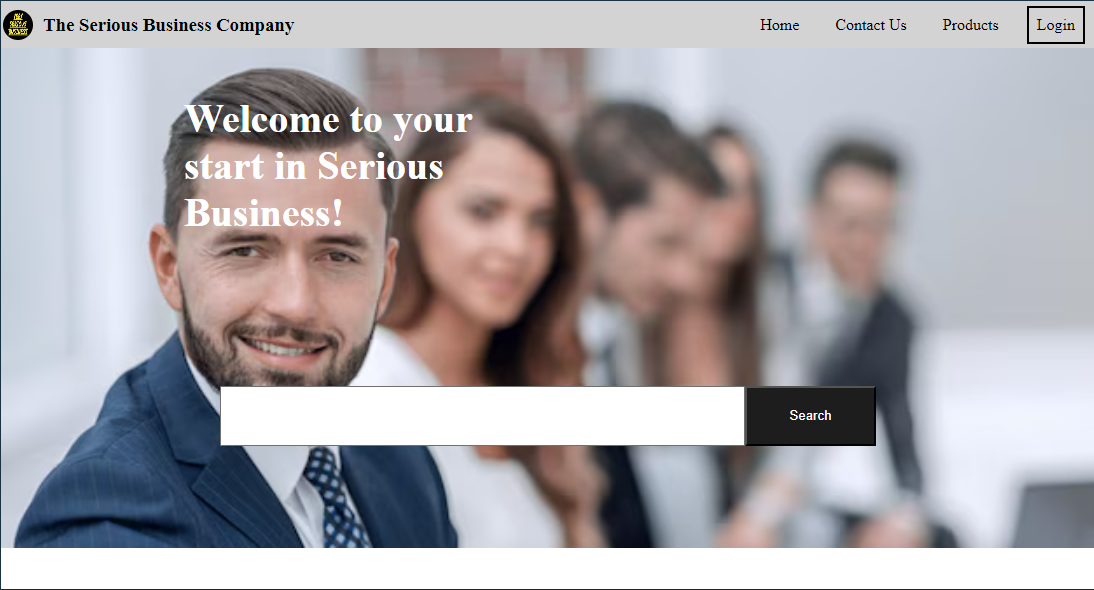 The Serious Business Company
Home
Contact Us
Products
Login
Welcome to your
start in Serious
Business!
Search